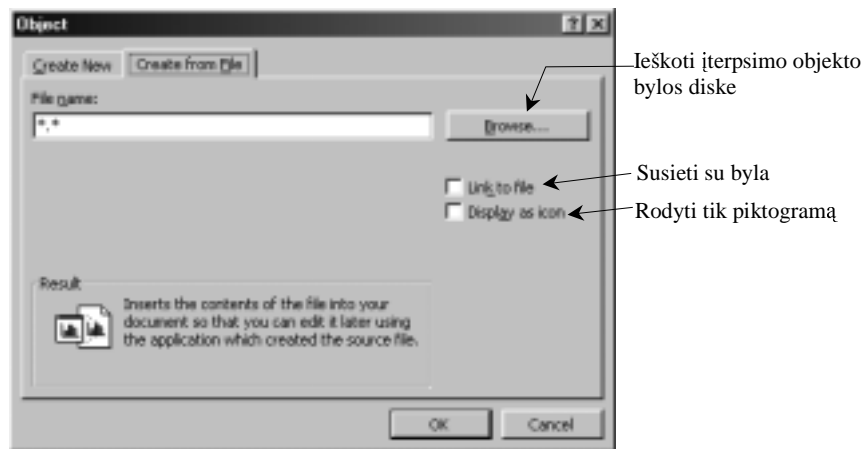 Object
Create New
Create from File
File name:
*.*
Browse...
Ieškoti įterpsimo objekto
bylos diske
Link to file
Susieti su byla
Display as icon
Rodyti tik piktogramą
Result
Inserts the contents of the file into your
document so that you can edit it later using
the application which created the source file.
OK
Cancel